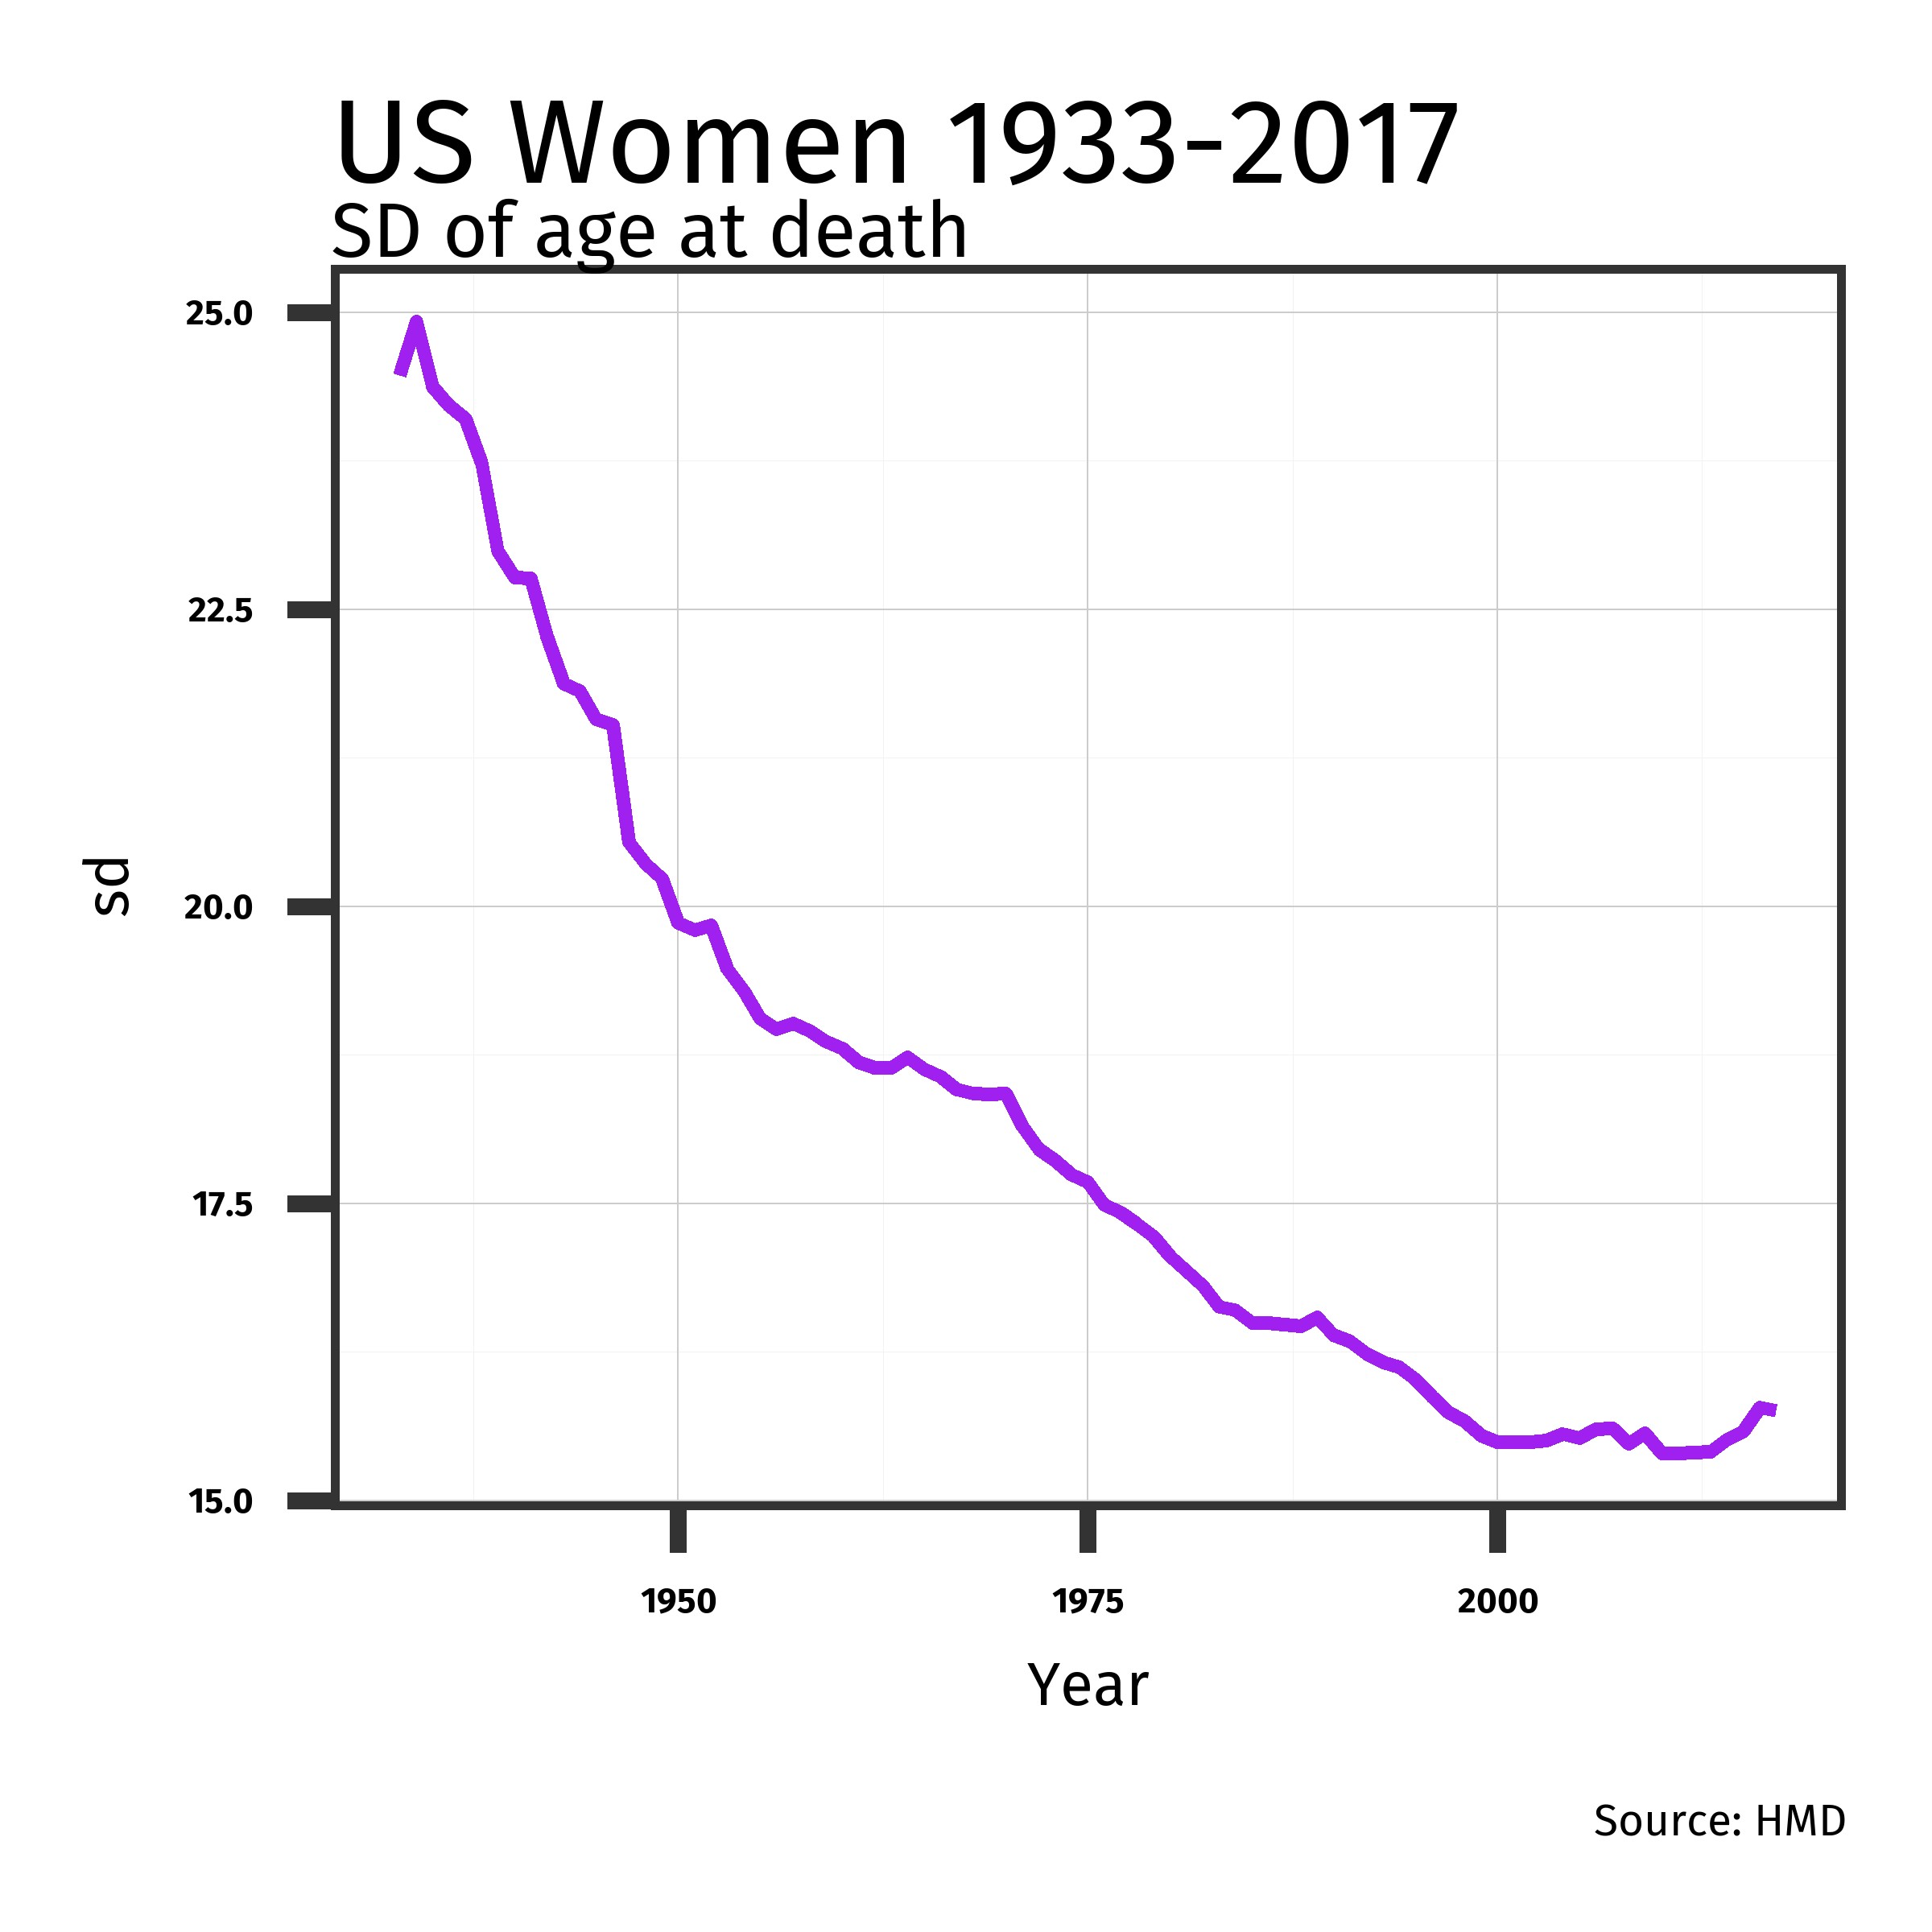 US Women 1933-2017
SD of age at death
25.0
22.5
20.0
17.5
15.0
sd
1950
1975
2000
Year
Source: HMD